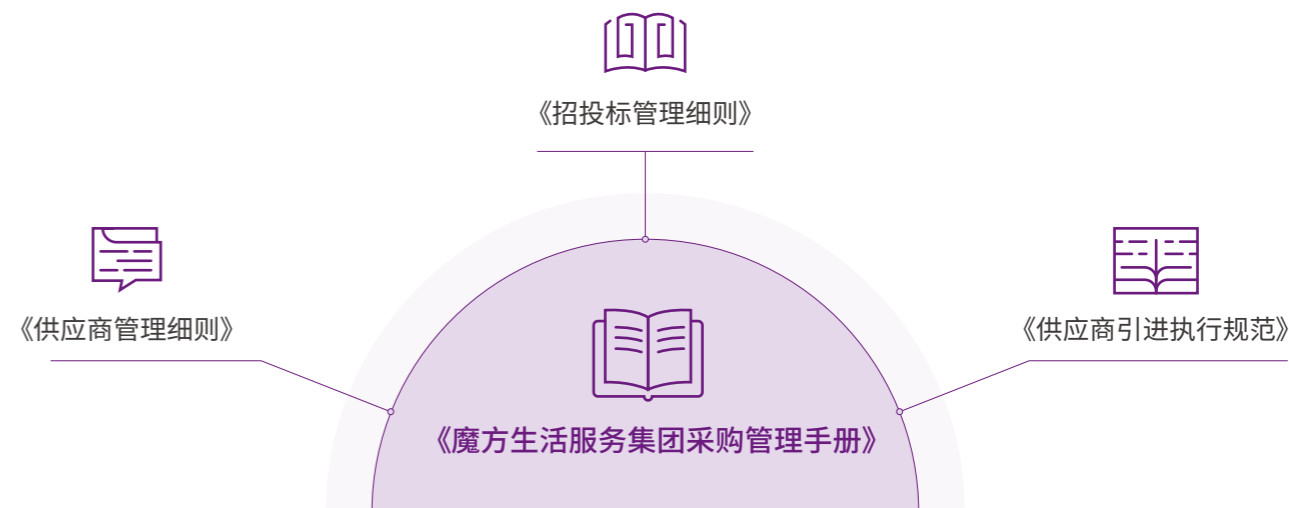 《招投标管理细则》
《供应商管理细则》
《供应商引进执行规范》
《魔方生活服务集团采购管理手册》